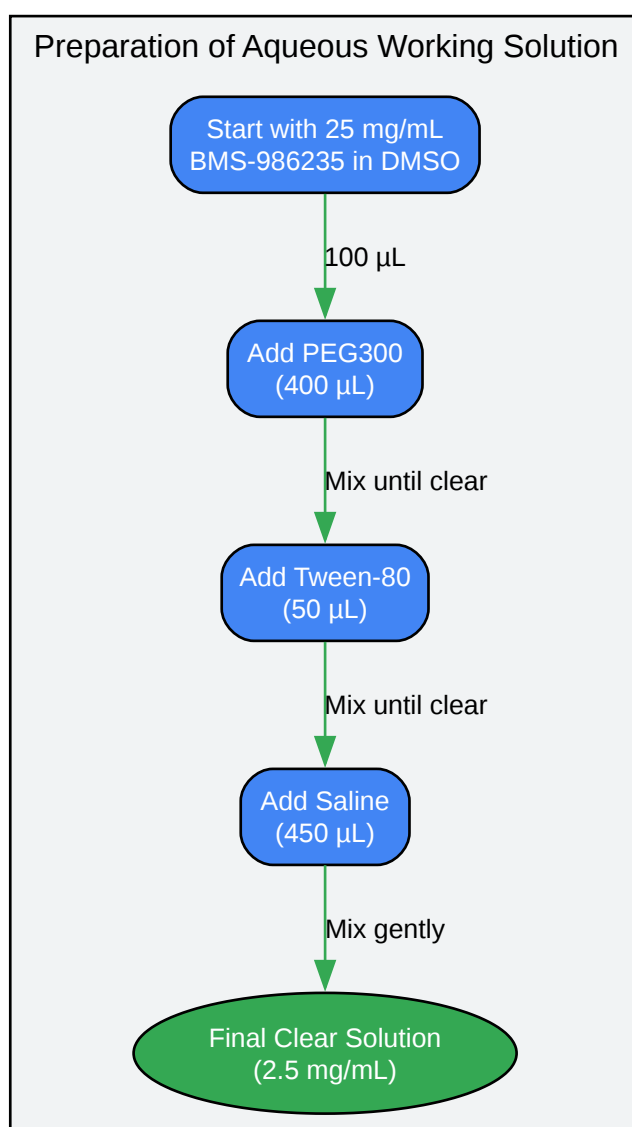 Preparation of Aqueous Working Solution
Start with 25 mg/mL
BMS-986235 in DMSO
100 µL
Add PEG300
(400 µL)
Mix until clear
Add Tween-80
(50 µL)
Mix until clear
Add Saline
(450 µL)
Mix gently
Final Clear Solution
(2.5 mg/mL)